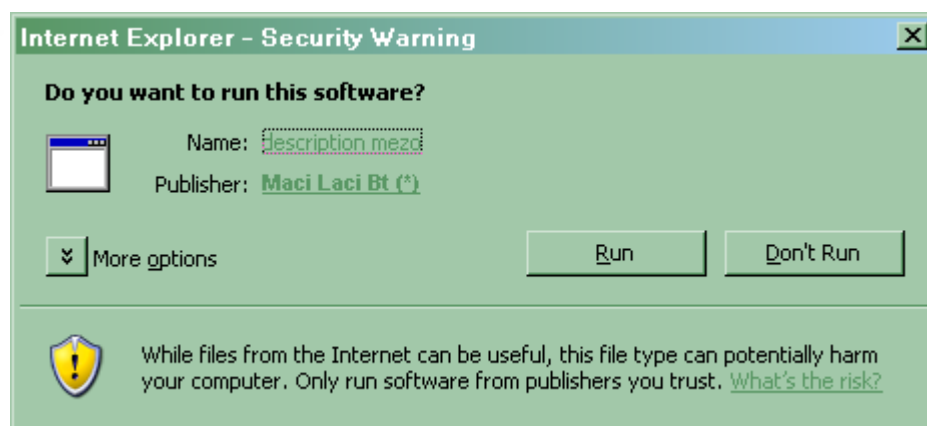 Internet Explorer - Security Warning
Do you want to run this software?
Name: description mezo
Publisher: Maci Laci Bt (*)
More options
Run
Don't Run
While files from the Internet can be useful, this file type can potentially harm
your computer. Only run software from publishers you trust. What's the risk?